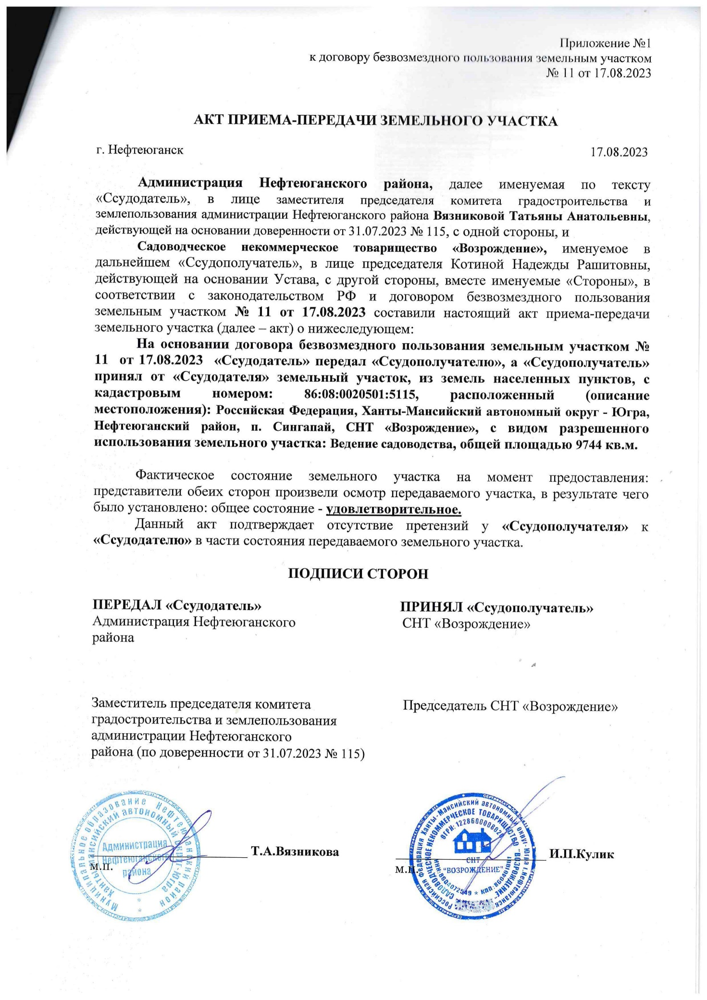 Приложение №1
к договору безвозмездного пользования земельным участком
№ 11 от 17.08.2023
АКТ ПРИЕМА-ПЕРЕДАЧИ ЗЕМЕЛЬНОГО УЧАСТКА
г. Нефтеюганск 17.08.2023
Администрация Нефтеюганского района, далее именуемая по тексту
«Ссудодатель», в лице заместителя председателя комитета градостроительства и
землепользования администрации Нефтеюганского района Вязниковой Татьяны Анатольевны,
действующей на основании доверенности от 31.07.2023 № 115, с одной стороны, и
Садоводческое некоммерческое товарищество «Возрождение», именуемое в
дальнейшем «Ссудополучатель», в лице председателя Котиной Надежды Рашитовны,
действующей на основании Устава, с другой стороны, вместе именуемые «Стороны», в
соответствии с законодательством РФ и договором безвозмездного пользования
земельным участком № 11 от 17.08.2023 составили настоящий акт приема-передачи
земельного участка (далее – акт) о нижеследующем:
На основании договора безвозмездного пользования земельным участком №
11 от 17.08.2023 «Ссудодатель» передал «Ссудополучателю», а «Ссудополучатель»
принял от «Ссудодателя» земельный участок, из земель населенных пунктов, с
кадастровым номером: 86:08:0020501:5115, расположенный (описание
местоположения): Российская Федерация, Ханты-Мансийский автономный округ - Югра,
Нефтеюганский район, п. Сингапай, СНТ «Возрождение», с видом разрешенного
использования земельного участка: Ведение садоводства, общей площадью 9744 кв.м.
Фактическое состояние земельного участка на момент предоставления:
представители обеих сторон произвели осмотр передаваемого участка, в результате чего
было установлено: общее состояние - удовлетворительное.
Данный акт подтверждает отсутствие претензий у «Ссудополучателя» к
«Ссудодателю» в части состояния передаваемого земельного участка.
ПОДПИСИ СТОРОН
ПЕРЕДАЛ «Ссудодатель»
Администрация Нефтеюганского
района
Заместитель председателя комитета
градостроительства и землепользования
администрации Нефтеюганского
района (по доверенности от 31.07.2023 № 115)
Т.А.Вязникова
м.п.
Муниципальное образование Нефтеюганский район
Ханты-Мансийский автономный округ-Югра
Администрация
Нефтеюганского
района
ПРИНЯЛ «Ссудополучатель»
СНТ «Возрождение»
Председатель СНТ «Возрождение»
И.П.Кулик
м.п.
Российская Федерация Ханты-Мансийский автономный округ-Югра г.Нефтеюганск
САДОВОДЧЕСКОЕ НЕКОММЕРЧЕСКОЕ ТОВАРИЩЕСТВО "ВОЗРОЖДЕНИЕ"
СНТ
"ВОЗРОЖДЕНИЕ"